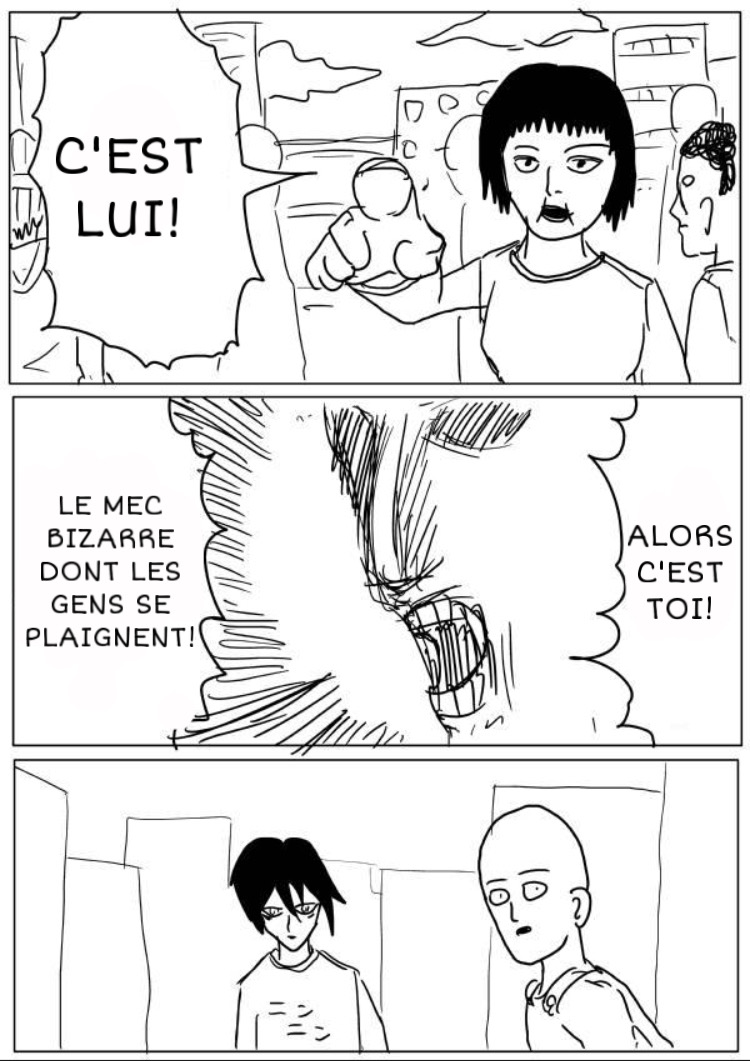 C'EST
LUI!
ALORS
C'EST
TOI!
LE MEC
BIZARRE
DONT LES
GENS SE
PLAIGNENT!